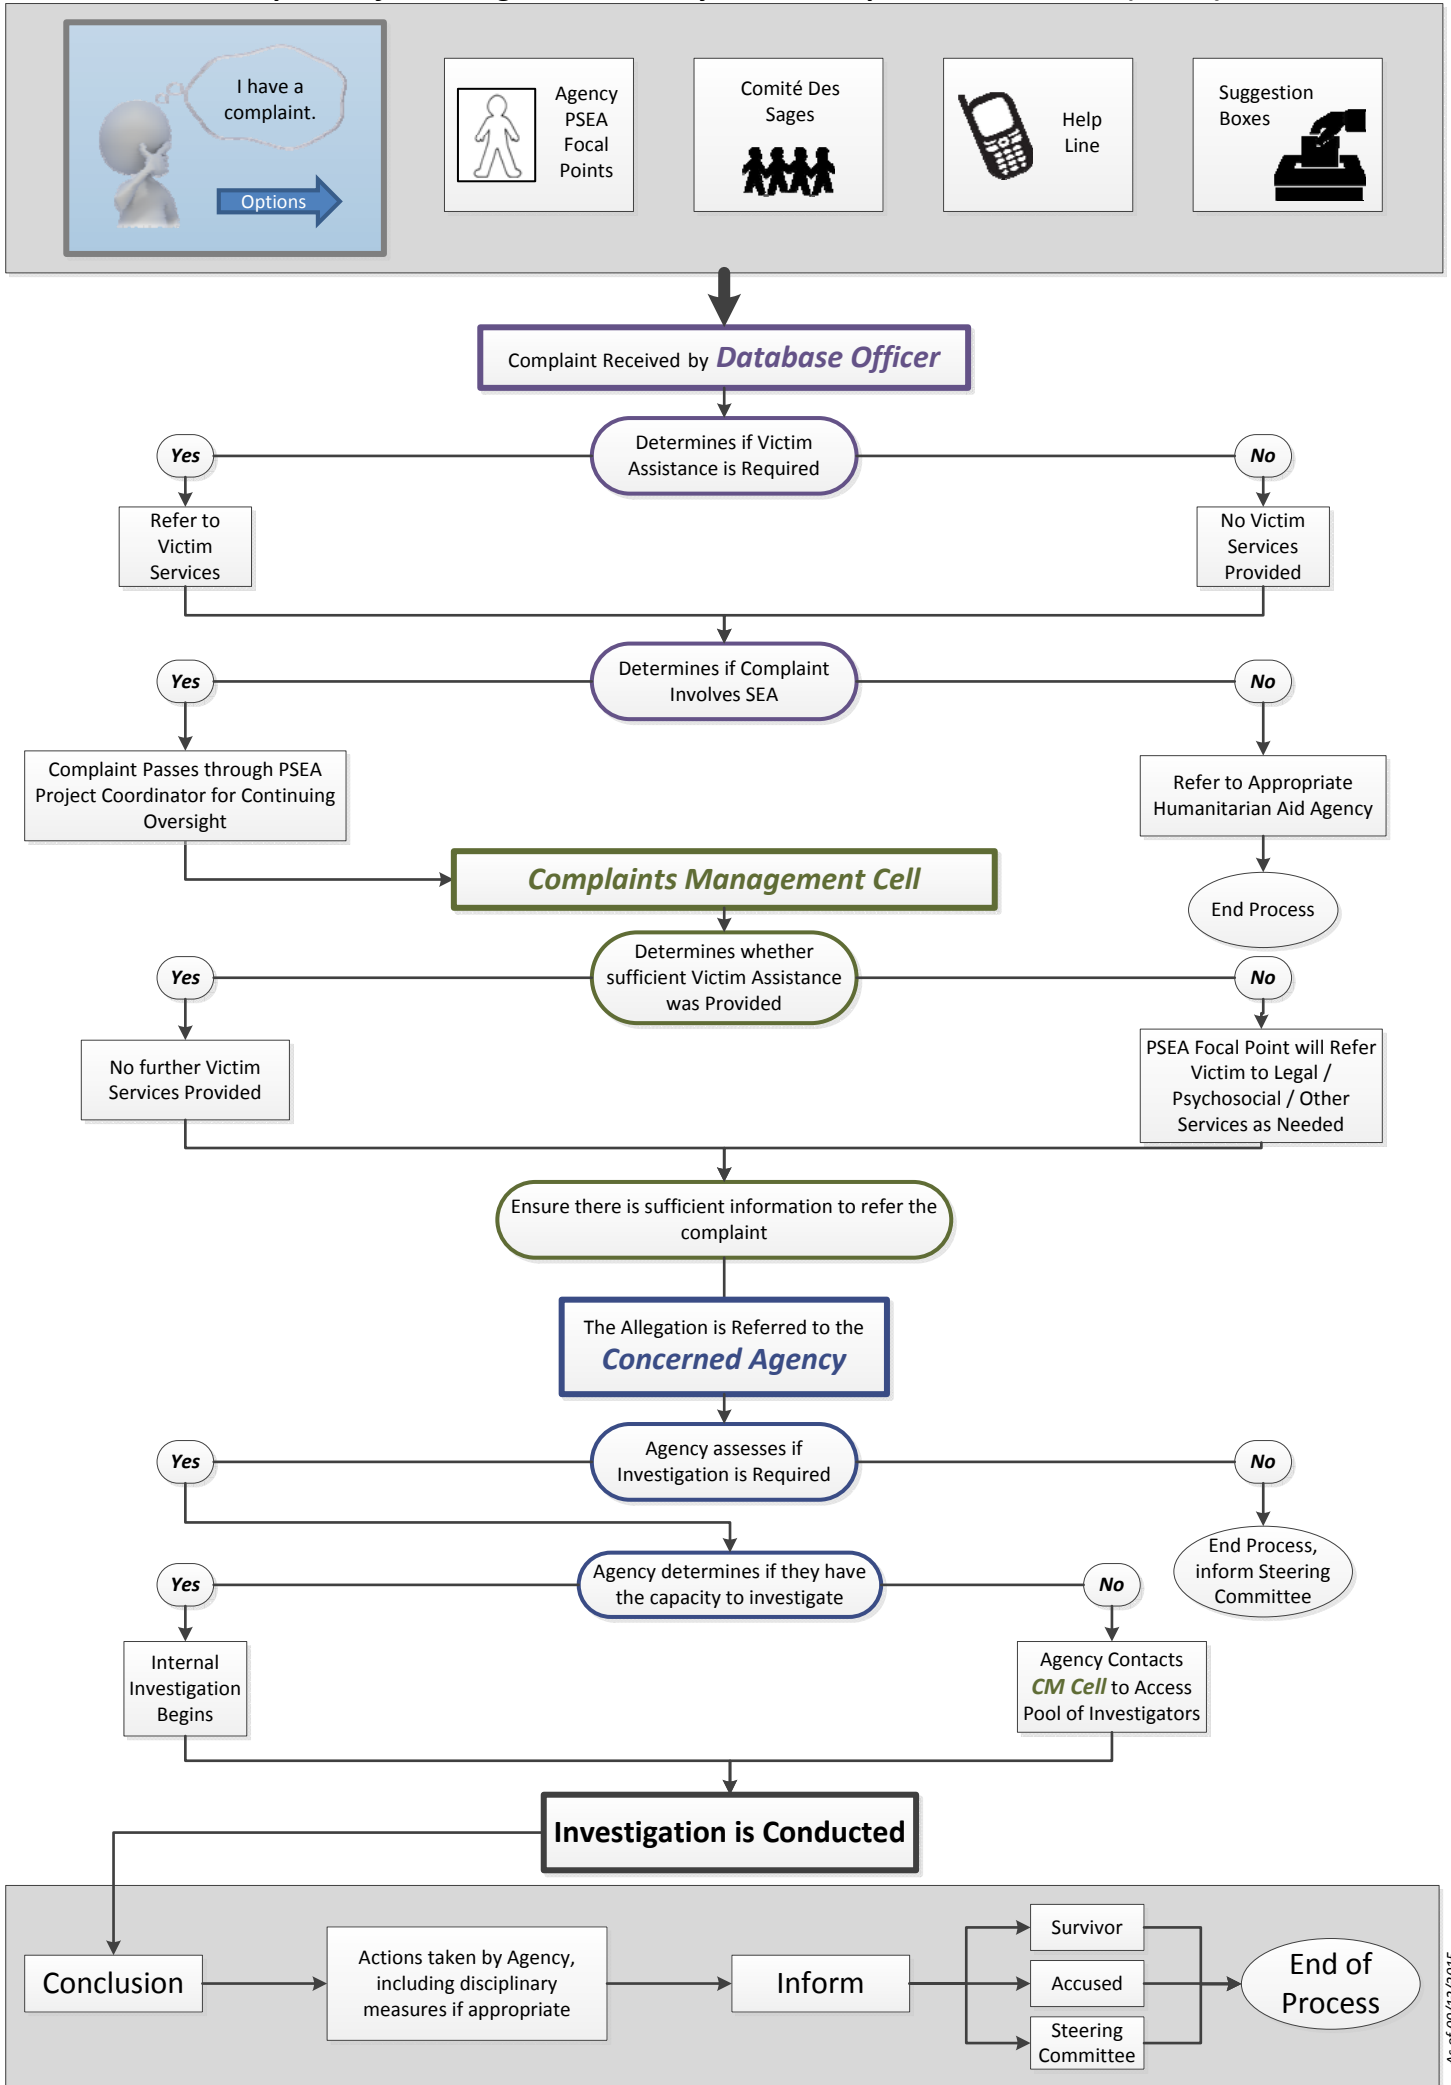 I have a
complaint.
Options
Agency
PSEA
Focal
Points
Comité Des
Sages
Help
Line
Suggestion
Boxes
Complaint Received by Database Officer
Determines if Victim
Assistance is Required
Yes
No
Refer to
Victim
Services
No Victim
Services
Provided
Determines if Complaint
Involves SEA
Yes
No
Complaint Passes through PSEA
Project Coordinator for Continuing
Oversight
Refer to Appropriate
Humanitarian Aid Agency
End Process
Complaints Management Cell
Determines whether
sufficient Victim Assistance
was Provided
Yes
No
No further Victim
Services Provided
PSEA Focal Point will Refer
Victim to Legal /
Psychosocial / Other
Services as Needed
Ensure there is sufficient information to refer the
complaint
The Allegation is Referred to the
Concerned Agency
Agency assesses if
Investigation is Required
Yes
No
End Process,
inform Steering
Committee
Agency determines if they have
the capacity to investigate
Yes
No
Internal
Investigation
Begins
Agency Contacts
CM Cell to Access
Pool of Investigators
Investigation is Conducted
Conclusion
Actions taken by Agency,
including disciplinary
measures if appropriate
Inform
Survivor
Accused
Steering
Committee
End of
Process